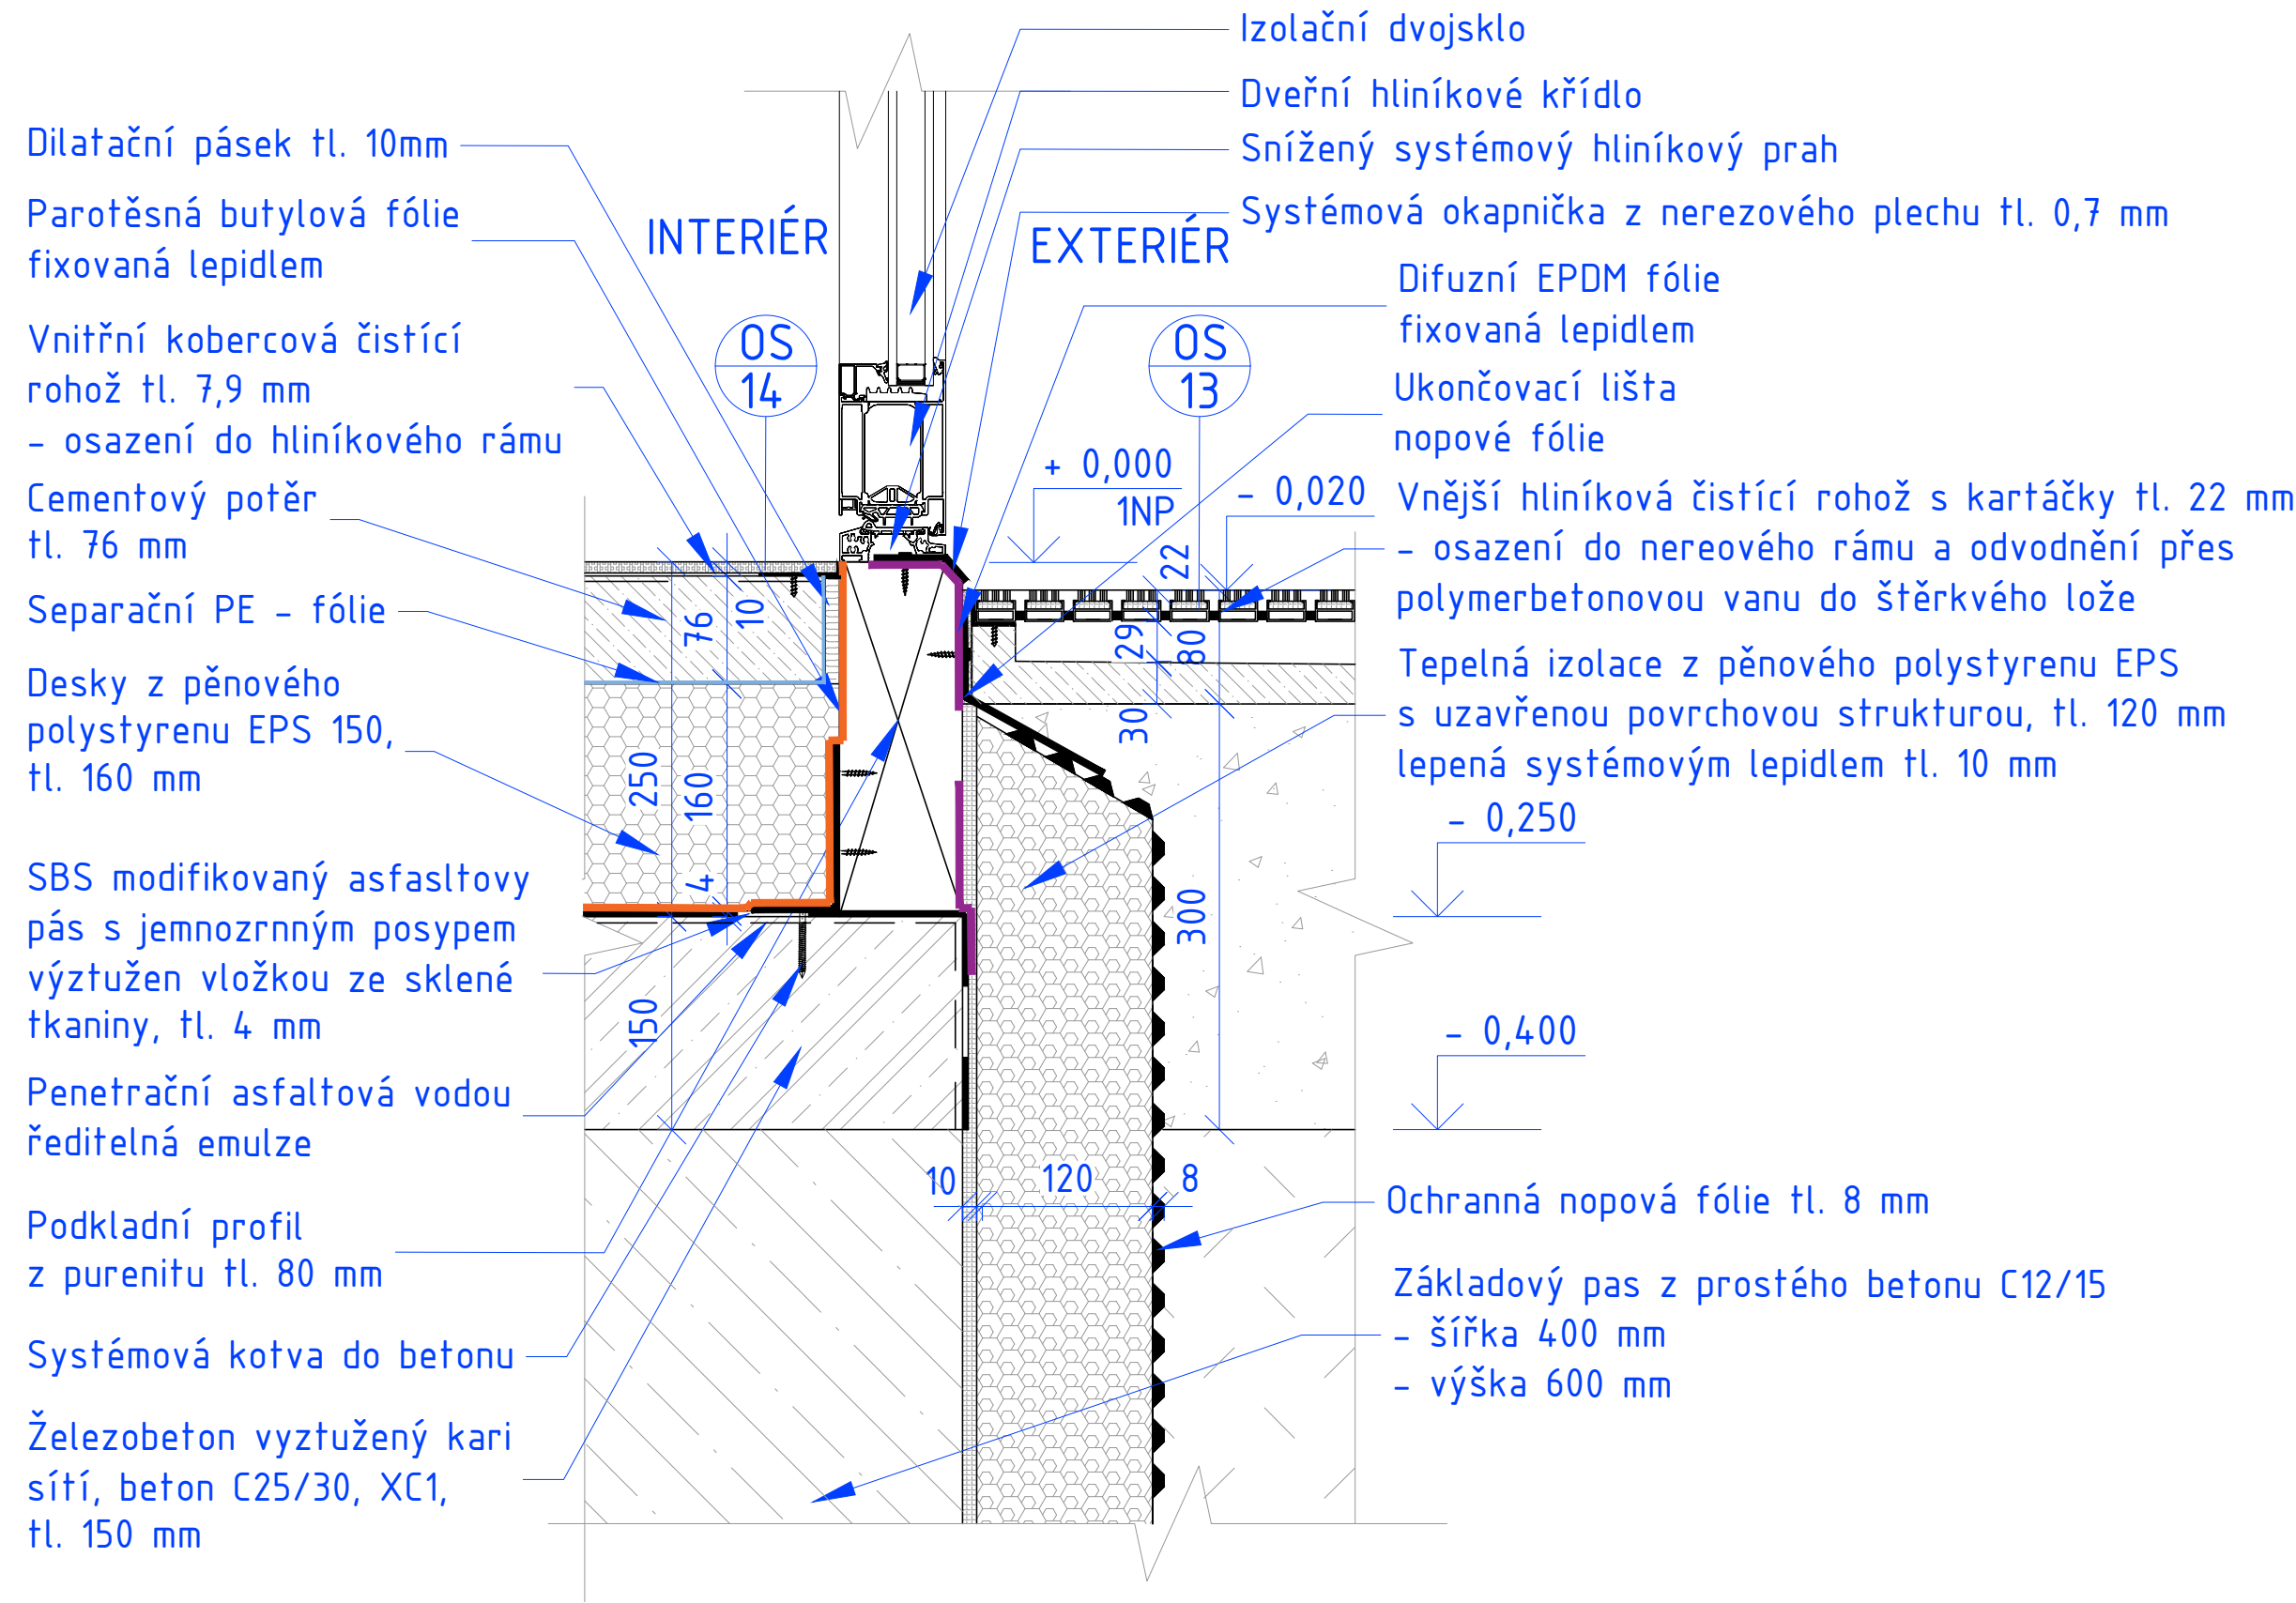 Izolační dvojsklo
Dveřní hliníkové křídlo
Snížený systémový hliníkový prah
Systémová okapnička z nerezového plechu tl. 0,7 mm
Difuzní EPDM fólie
fixovaná lepidlem
Ukončovací lišta
nopové fólie
Vnější hliníková čistící rohož s kartáčky tl. 22 mm
- osazení do nereového rámu a odvodnění přes
polymerbetonovou vanu do štěrkvého lože
Tepelná izolace z pěnového polystyrenu EPS
s uzavřenou povrchovou strukturou, tl. 120 mm
lepená systémovým lepidlem tl. 10 mm
- 0,250
- 0,400
Ochranná nopová fólie tl. 8 mm
Základový pas z prostého betonu C12/15
- šířka 400 mm
- výška 600 mm
Dilatační pásek tl. 10mm
Parotěsná butylová fólie
fixovaná lepidlem
Vnitřní kobercová čistící
rohož tl. 7,9 mm
- osazení do hliníkového rámu
Cementový potěr
tl. 76 mm
Separační PE - fólie
Desky z pěnového
polystyrenu EPS 150,
tl. 160 mm
SBS modifikovaný asfasltovy
pás s jemnozrnným posypem
výztužen vložkou ze sklené
tkaniny, tl. 4 mm
Penetrační asfaltová vodou
ředitelná emulze
Podkladní profil
z purenitu tl. 80 mm
Systémová kotva do betonu
Železobeton vyztužený kari
sítí, beton C25/30, XC1,
tl. 150 mm
INTERIÉR
EXTERIÉR
OS
14
OS
13
+ 0,000
1NP
- 0,020
22
29
80
30
300
76
10
250
160
4
150
10
120
8